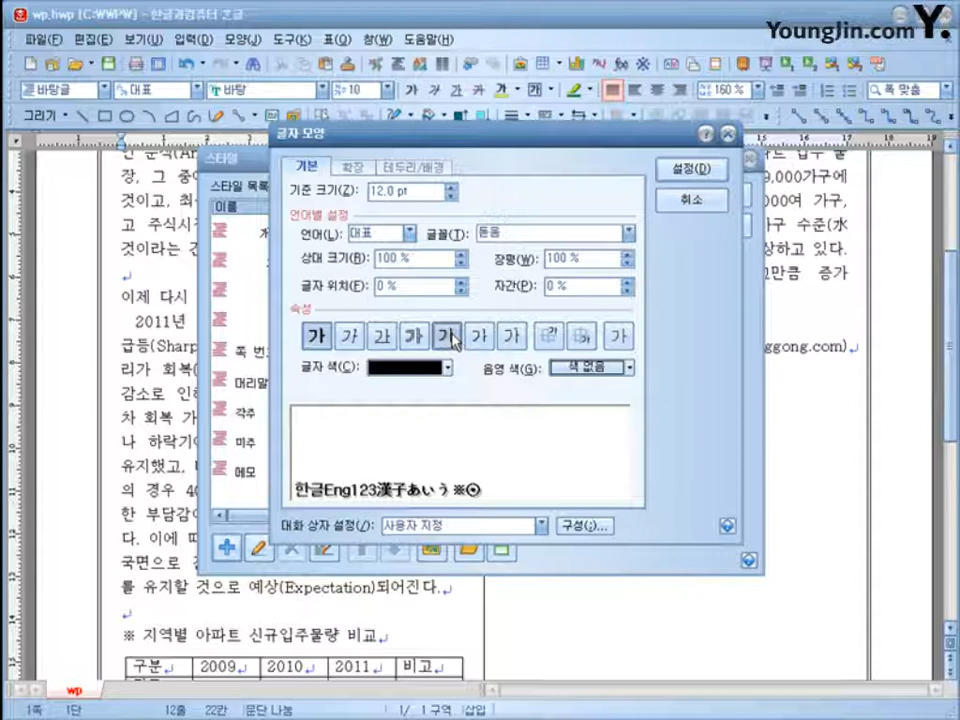 wp.hwp [C:\WWPW] - 한글과컴퓨터 한글
YoungJin.com Y.
파일(F) 편집(E) 보기(U) 입력(D) 모양(J) 도구(K) 표(Q) 창(W) 도움말(H)
바탕글 대표 바탕 10 160 % 폭 맞춤
그리기
글자 모양
스타일
스타일 목록
이름
쪽 번
머리말
각주
미주
메모
기본 확장 테두리/배경
설정(D)
취소
기준 크기(Z): 12.0 pt
언어별 설정
언어(L): 대표 글꼴(T): 돋움
상대 크기(R): 100 % 장평(W): 100 %
글자 위치(F): 0 % 자간(P): 0 %
속성
가 가 가 가 가 가 가 가 가 가
글자 색(C): 음영 색(G): 색 없음
한글Eng123漢子あいう※⊙
대화 상자 설정(/): 사용자 지정 구성(;)...
장, 그 중
것이고, 최
고 주식시
것이라는
이제 다시
2011년
급등(Sharp
리가 회복
감소로 인
차 회복
나 하락기
유지했고,
의 경우
한 부담감
다. 이에
국면으로
를 유지할 것으로 예상(Expectation)되어진다.
9,000가구에
000여 가구,
가구 수준(水
상하고 있다.
그만큼 증가
ggong.com)
※ 지역별 아파트 신규입주물량 비교
구분 2009 2010 2011 비고
wp
1쪽 1단 12줄 22칸 문단 나눔 1/ 1 구역 삽입